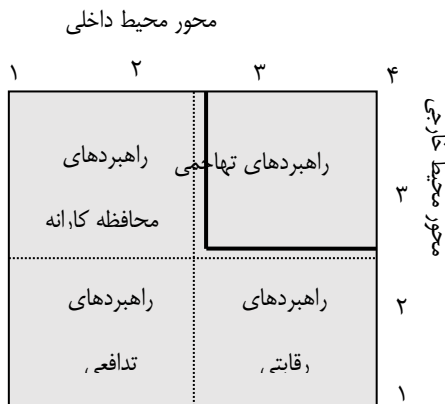 محور محیط داخلی
۱ ۲ ۳ ۴
راهبردهای
محافظه کارانه
راهبردهای تهاجمی
محور محیط خارجی
۳
۲
۱
راهبردهای
تدافعی
راهبردهای
رقابتی